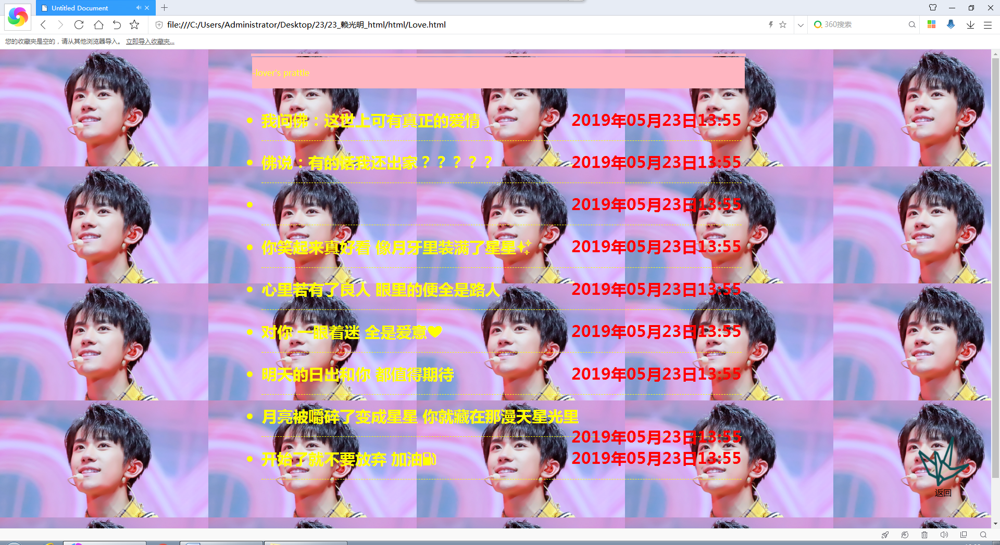 Untitled Document
file:///C:/Users/Administrator/Desktop/23/23_赖光明_html/html/Love.html
360搜索
您的收藏夹是空的，请从其他浏览器导入。 立即导入收藏夹...
-lover's prattle
我问佛：这世上可有真正的爱情 2019年05月23日13:55
佛说：有的话我还出家？？？？？ 2019年05月23日13:55
2019年05月23日13:55
你笑起来真好看 像月牙里装满了星星✨ 2019年05月23日13:55
心里若有了良人 眼里的便全是路人 2019年05月23日13:55
对你 一眼着迷 全是爱意❤ 2019年05月23日13:55
明天的日出和你 都值得期待 2019年05月23日13:55
月亮被嚼碎了变成星星 你就藏在那漫天星光里
2019年05月23日13:55
开始了就不要放弃 加油⛽ 2019年05月23日13:55
返回